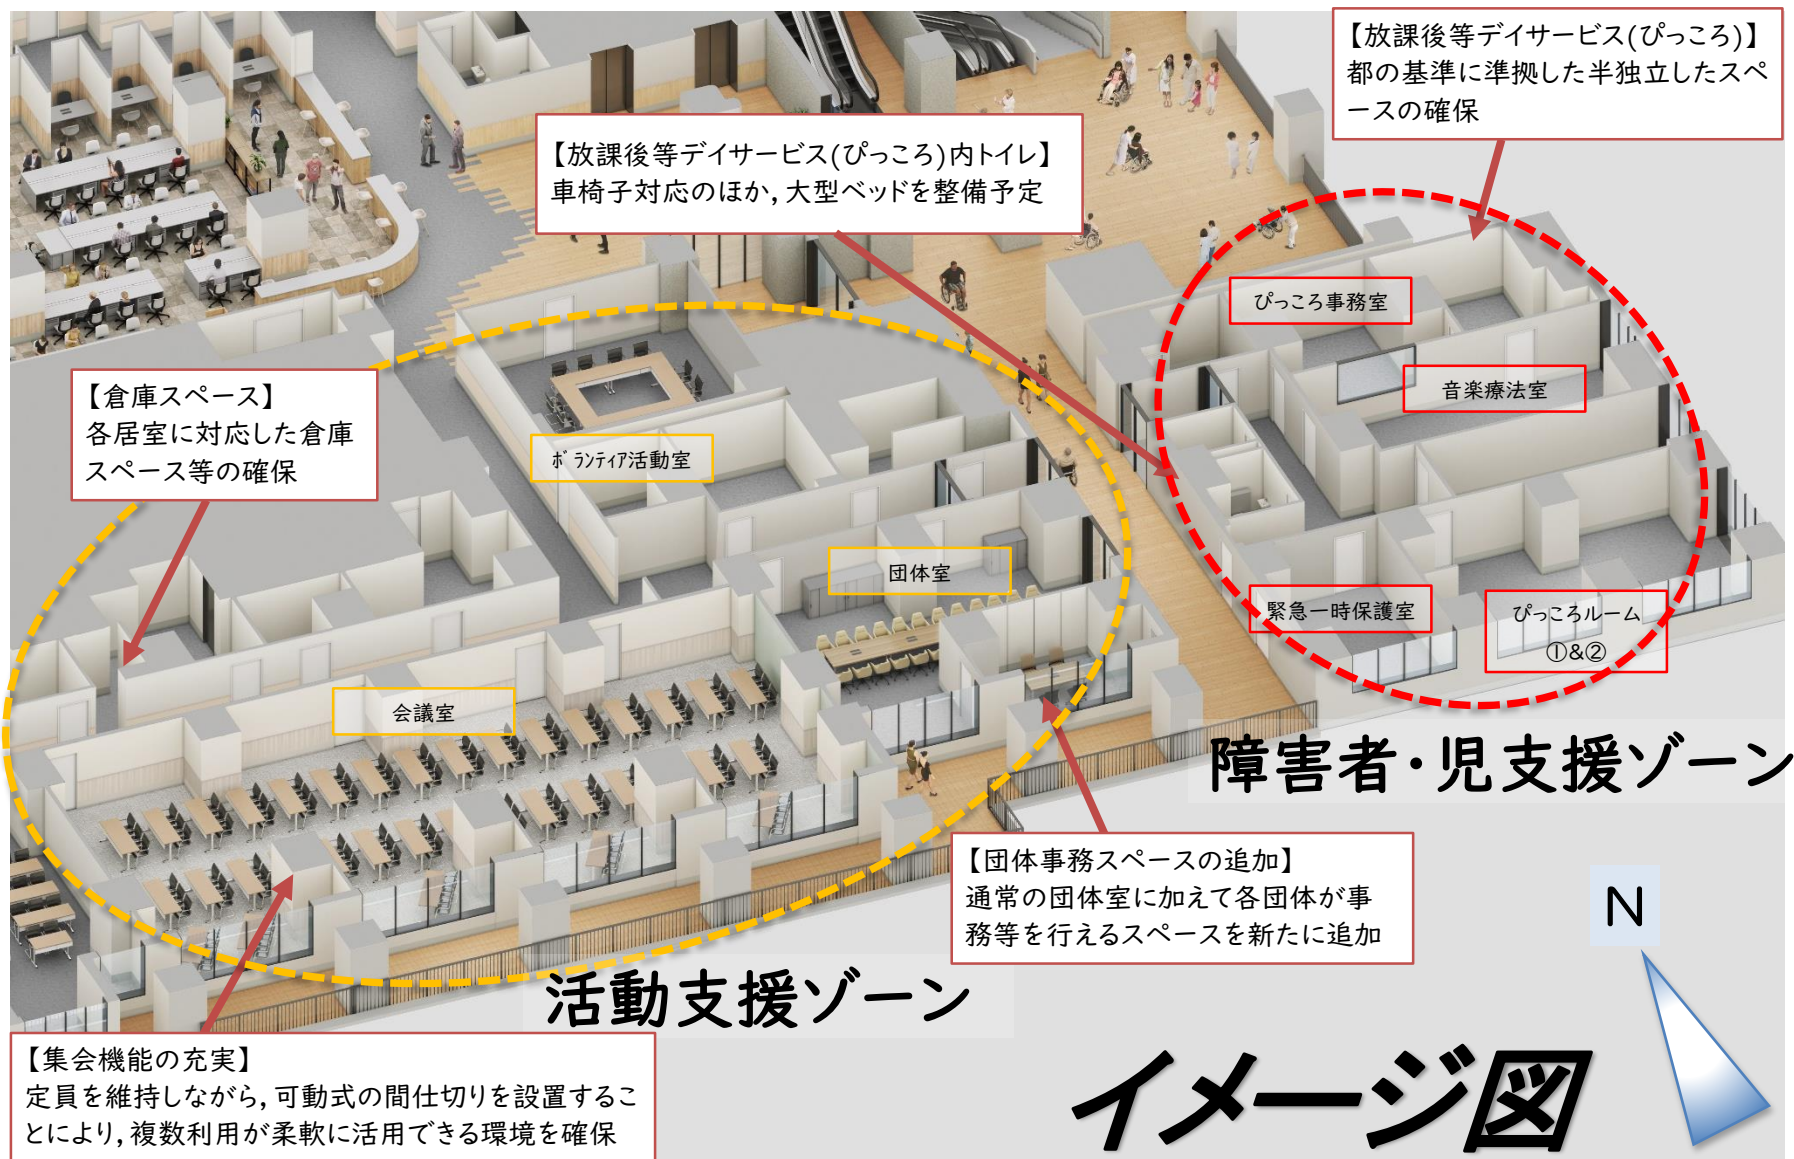 【放課後等デイサービス(ぴっころ)】
都の基準に準拠した半独立したスペ
ースの確保
【放課後等デイサービス(ぴっころ)内トイレ】
車椅子対応のほか,大型ベッドを整備予定
ぴっころ事務室
音楽療法室
【倉庫スペース】
各居室に対応した倉庫
スペース等の確保
ボランティア活動室
団体室
緊急一時保護室
ぴっころルーム
①&②
会議室
障害者・児支援ゾーン
【団体事務スペースの追加】
通常の団体室に加えて各団体が事
務等を行えるスペースを新たに追加
N
活動支援ゾーン
【集会機能の充実】
定員を維持しながら,可動式の間仕切りを設置するこ
とにより,複数利用が柔軟に活用できる環境を確保
イメージ図